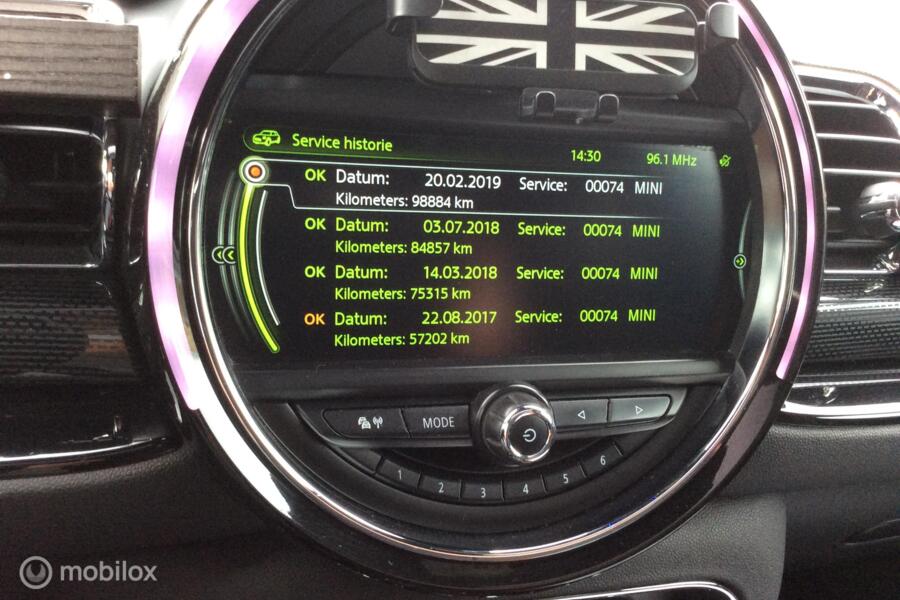 Service historie
14:30
96.1 MHz
OK Datum: 20.02.2019 Service: 00074 MINI
Kilometers: 98884 km
OK Datum: 03.07.2018 Service: 00074 MINI
Kilometers: 84857 km
OK Datum: 14.03.2018 Service: 00074 MINI
Kilometers: 75315 km
OK Datum: 22.08.2017 Service: 00074 MINI
Kilometers: 57202 km
MODE
1 2 3 4 5 6
mobilox